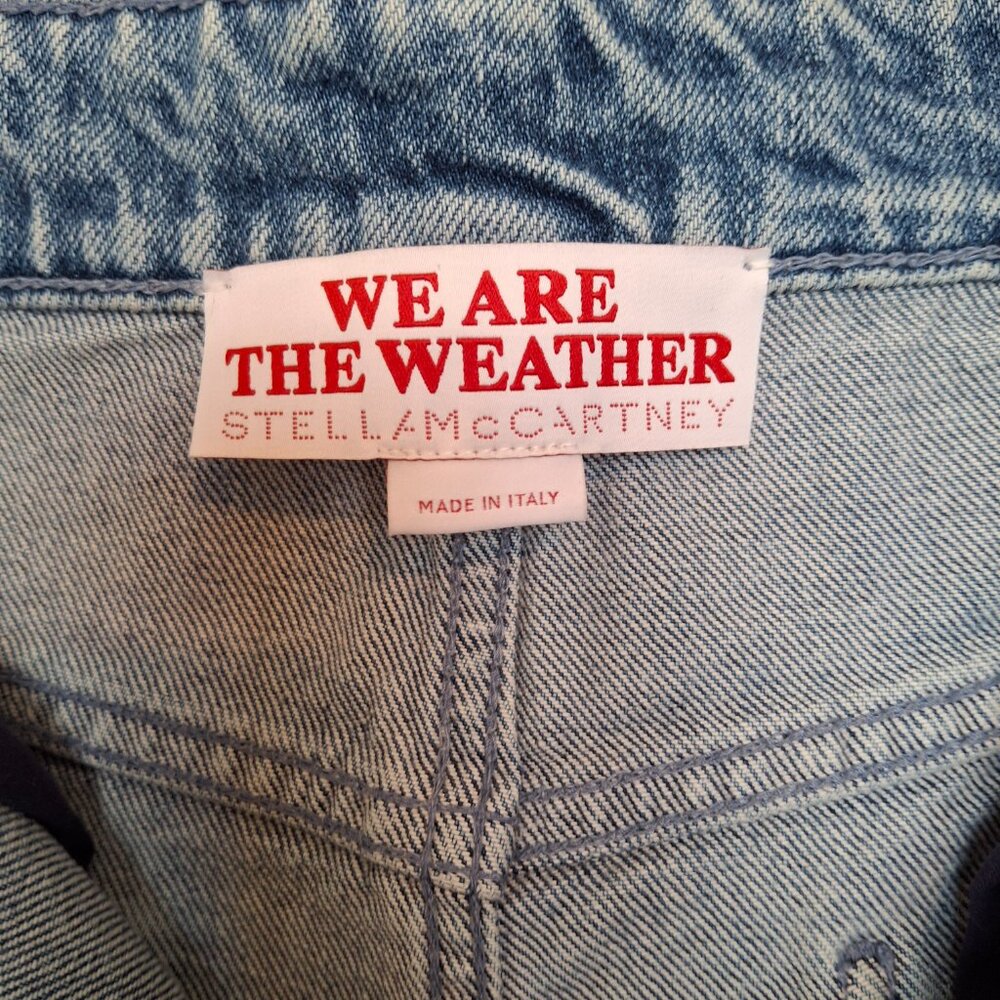 WE ARE
THE WEATHER
STELLA McCARTNEY
MADE IN ITALY